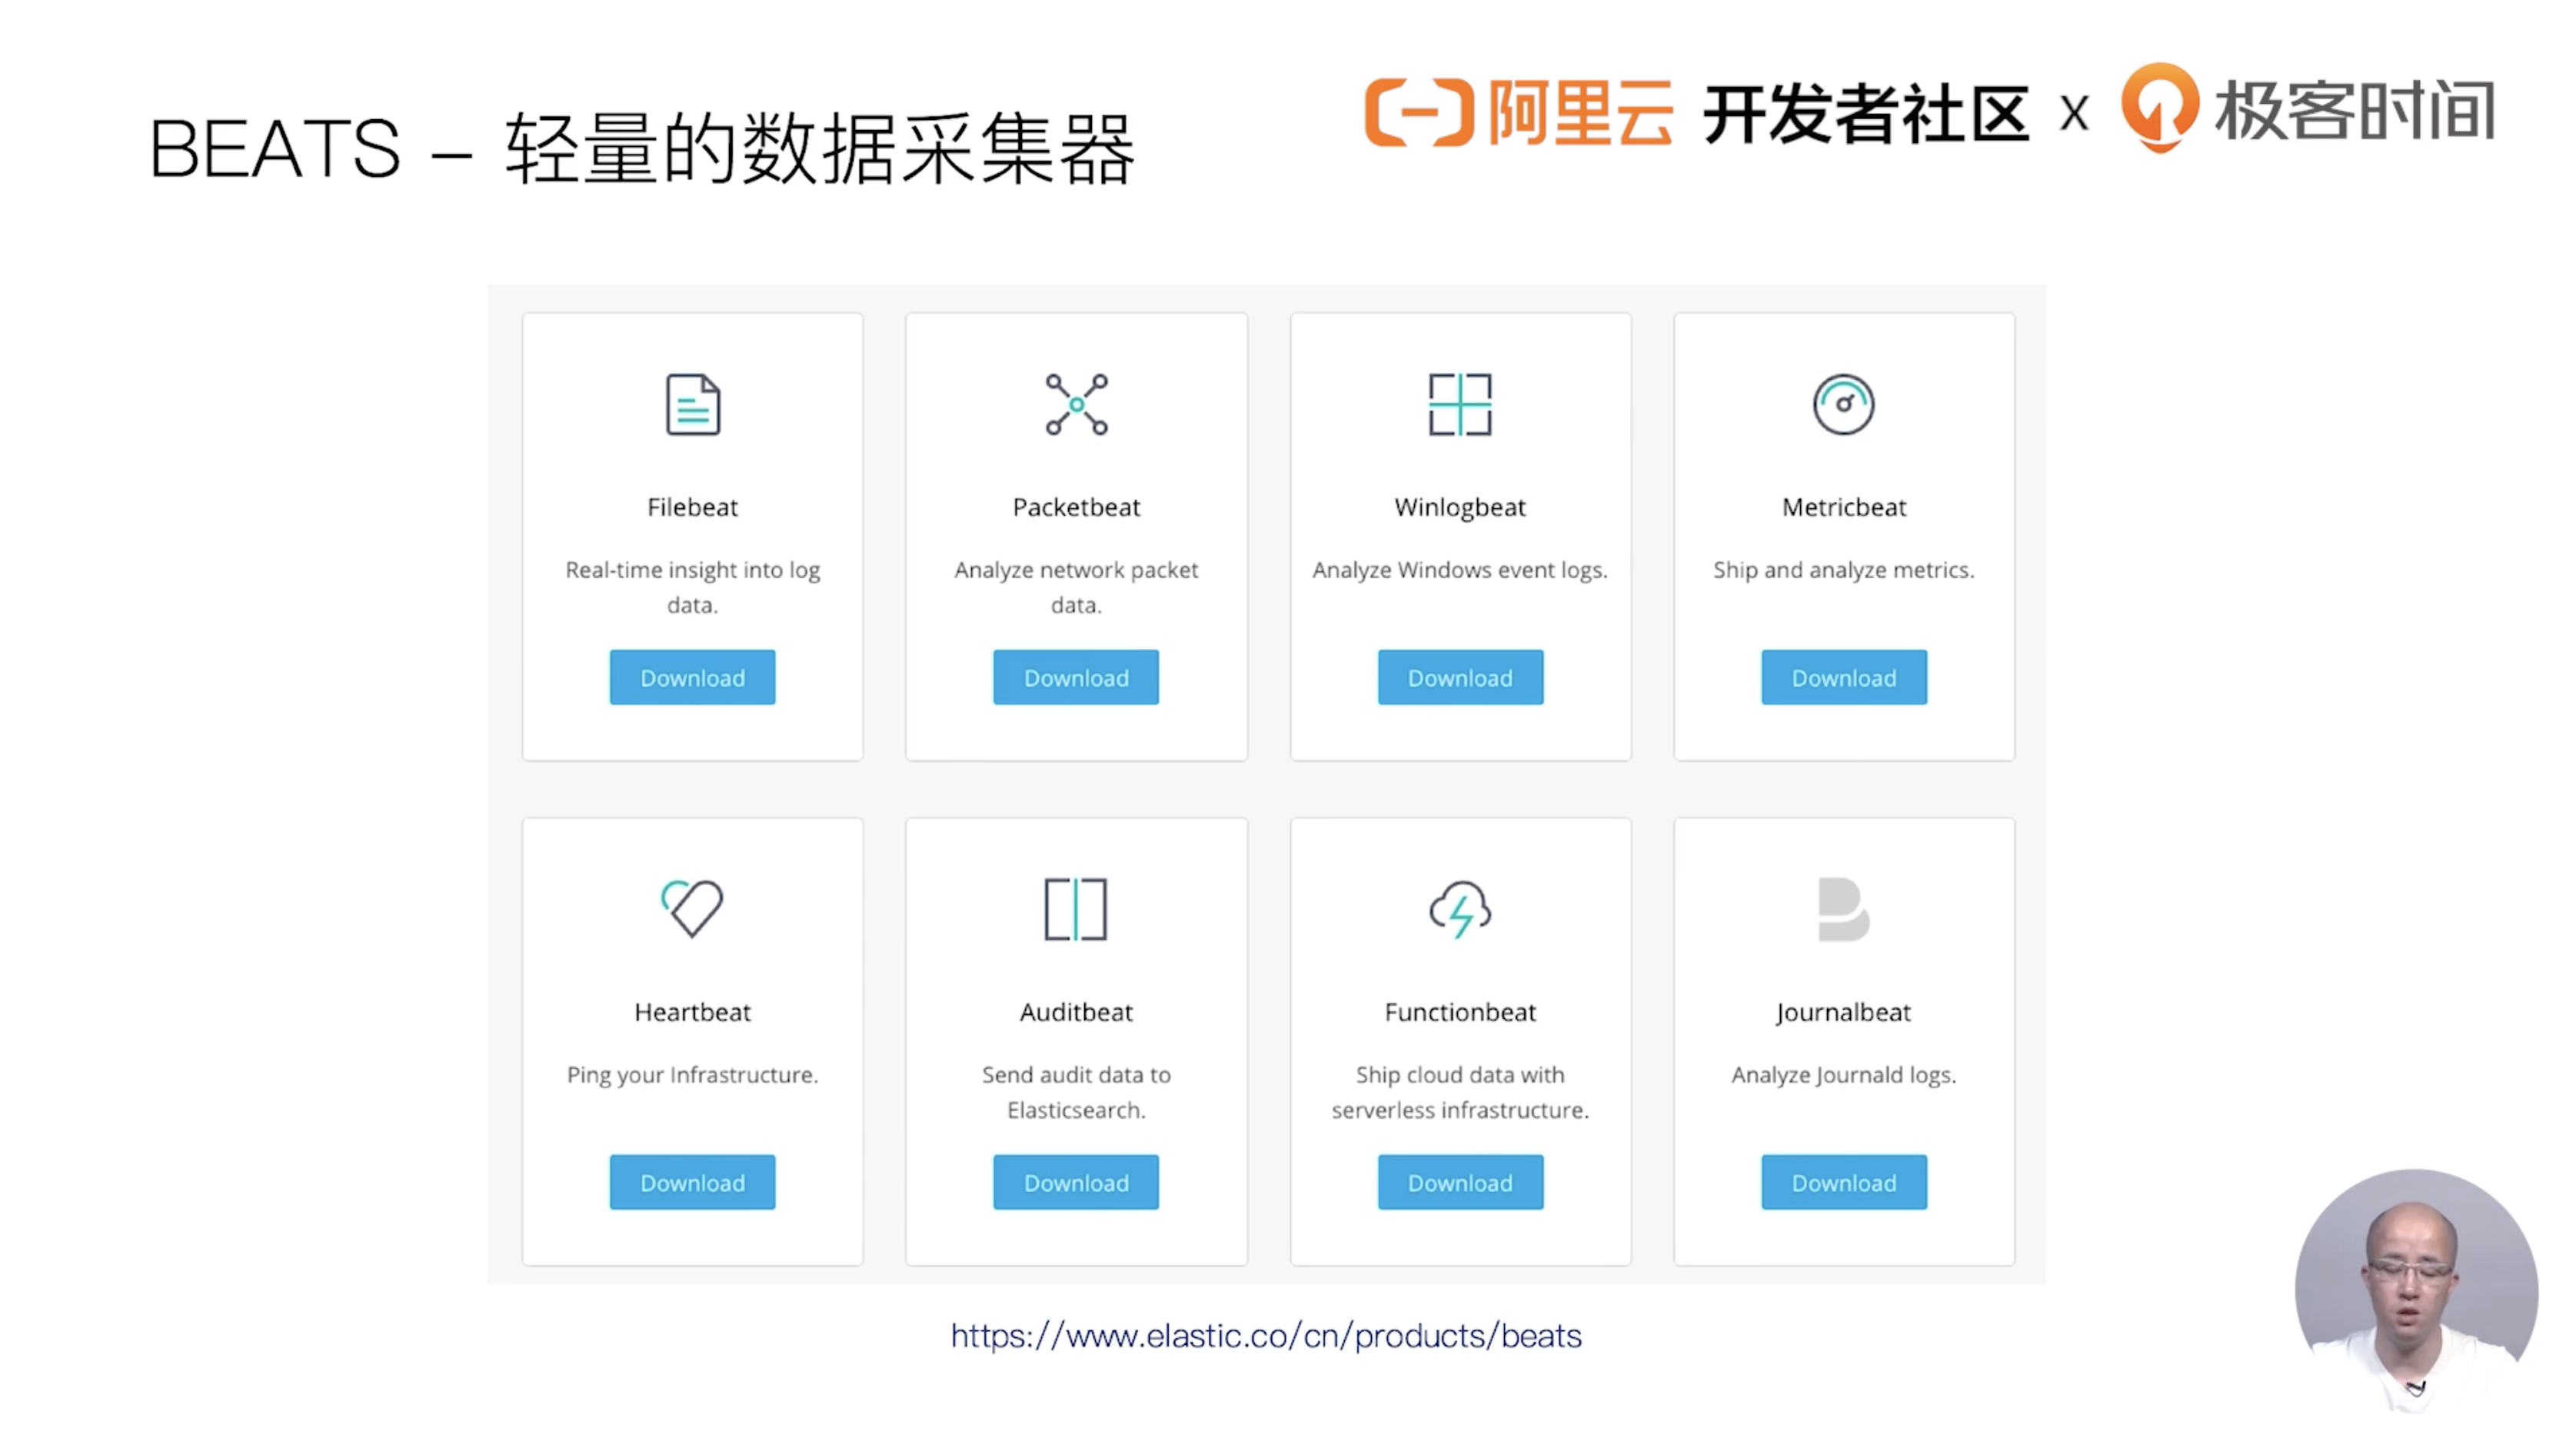 BEATS – 轻量的数据采集器
阿里云 开发者社区 X 极客时间
Filebeat
Real-time insight into log
data.
Download
Packetbeat
Analyze network packet
data.
Download
Winlogbeat
Analyze Windows event logs.
Download
Metricbeat
Ship and analyze metrics.
Download
Heartbeat
Ping your Infrastructure.
Download
Auditbeat
Send audit data to
Elasticsearch.
Download
Functionbeat
Ship cloud data with
serverless infrastructure.
Download
Journalbeat
Analyze Journald logs.
Download
https://www.elastic.co/cn/products/beats